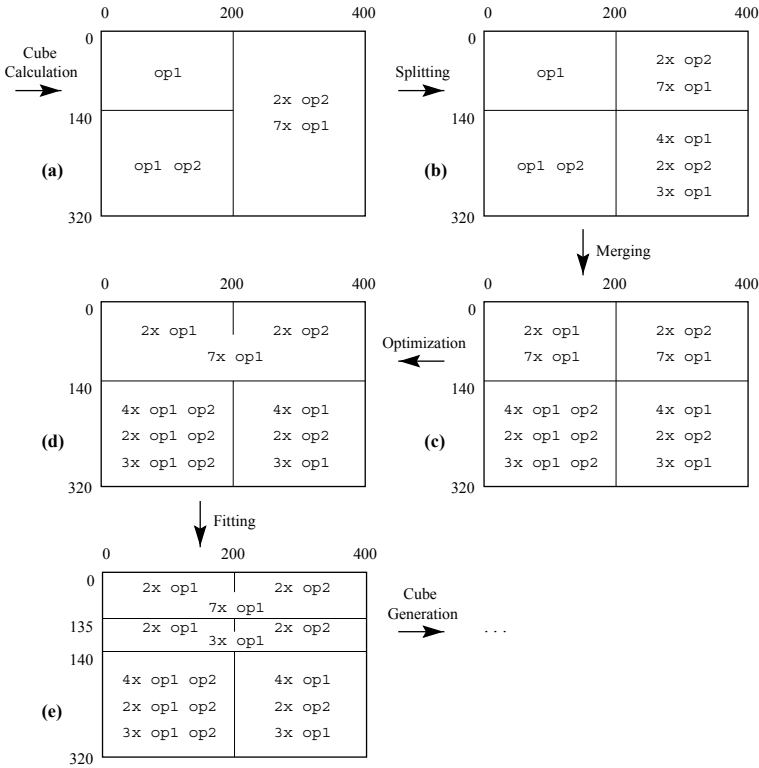 0 200 400
0
Cube
Calculation
op1
2x op2
7x op1
140
(a)
op1 op2
320
0 200 400
0
Splitting
op1
2x op2
7x op1
140
(b)
op1 op2
4x op1
2x op2
3x op1
320
Merging
0 200 400
0
2x op1 2x op2
7x op1
140
(d)
4x op1 op2 4x op1
2x op1 op2 2x op2
3x op1 op2 3x op1
320
Optimization
0 200 400
0
2x op1 2x op2
7x op1 7x op1
140
(c)
4x op1 op2 4x op1
2x op1 op2 2x op2
3x op1 op2 3x op1
320
Fitting
0 200 400
0
2x op1 2x op2
7x op1
135
2x op1 2x op2
3x op1
140
(e)
4x op1 op2 4x op1
2x op1 op2 2x op2
3x op1 op2 3x op1
320
Cube
Generation
. . .